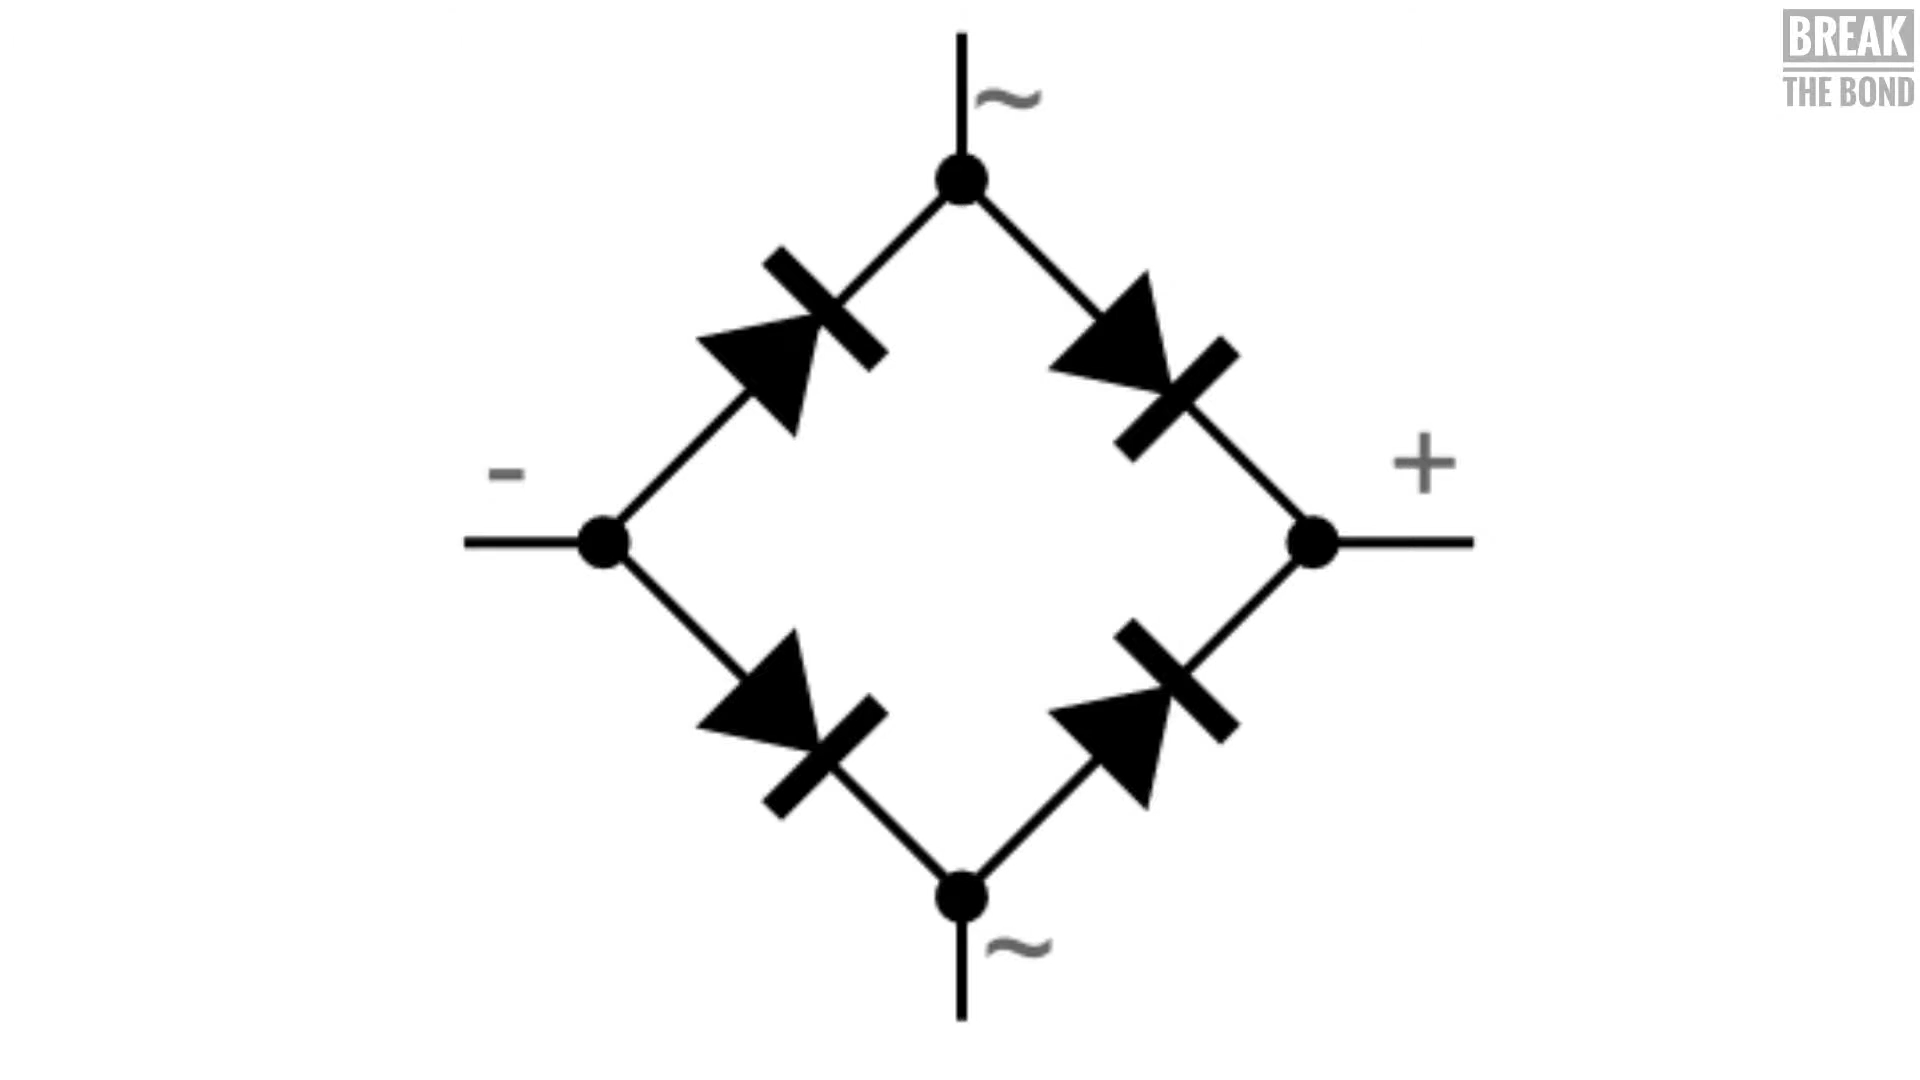 BREAK
THE BOND
~
-
+
~